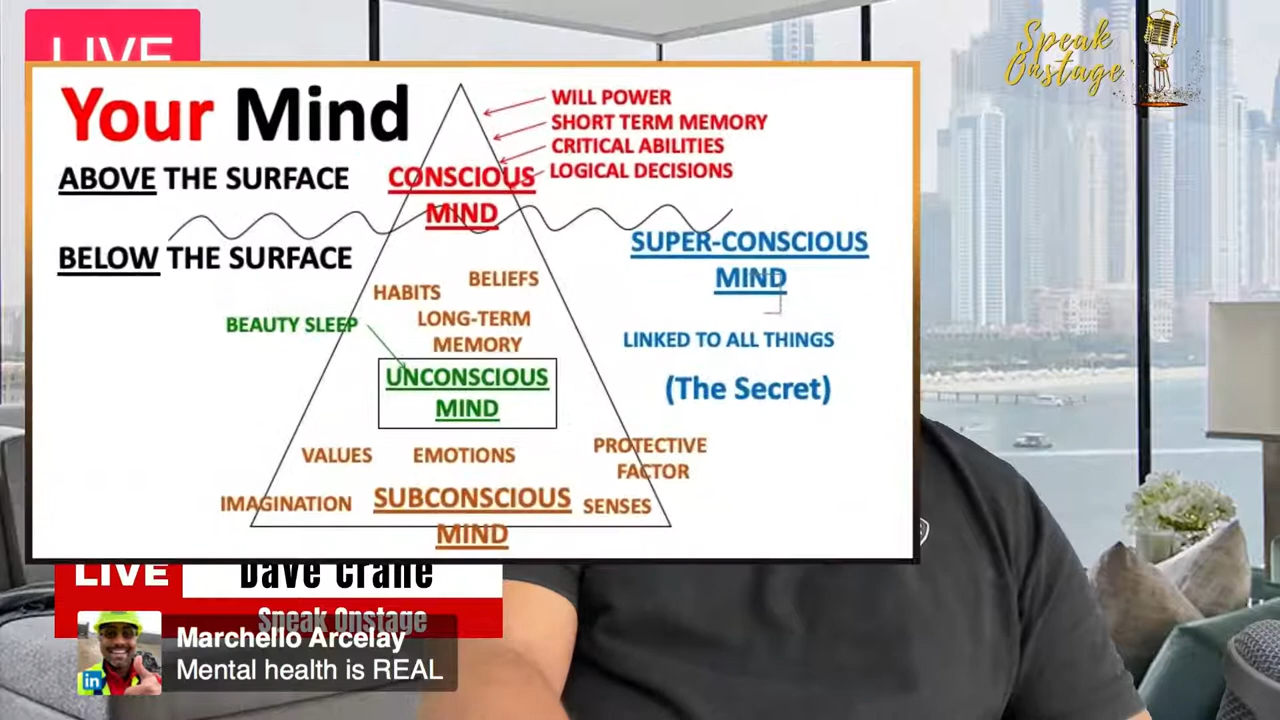 LIVE
Speak
Onstage
Your Mind
WILL POWER
SHORT TERM MEMORY
CRITICAL ABILITIES
LOGICAL DECISIONS
ABOVE THE SURFACE
CONSCIOUS
MIND
BELOW THE SURFACE
SUPER-CONSCIOUS
MIND
HABITS
BELIEFS
LONG-TERM
MEMORY
BEAUTY SLEEP
LINKED TO ALL THINGS
UNCONSCIOUS
MIND
(The Secret)
VALUES
EMOTIONS
PROTECTIVE
FACTOR
IMAGINATION
SUBCONSCIOUS
MIND
SENSES
LIVE
Dave Crane
Speak Onstage
Marchello Arcelay
Mental health is REAL
in